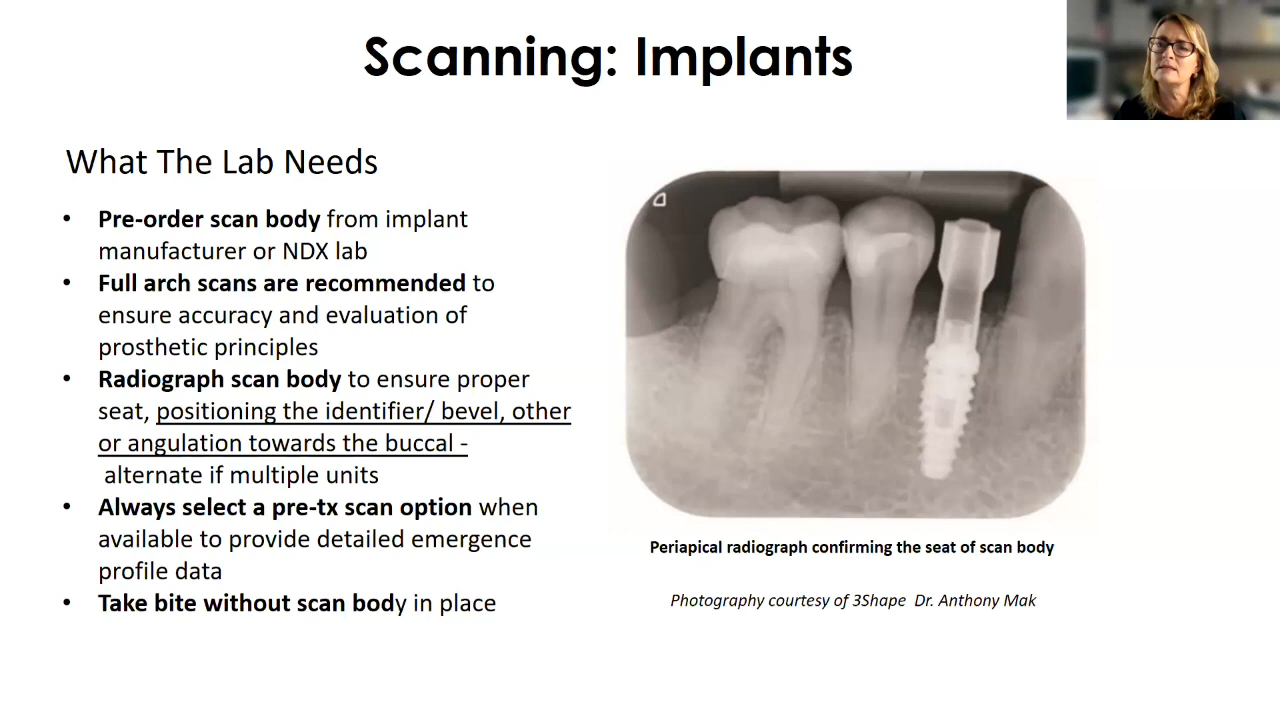 Scanning: Implants
What The Lab Needs
• Pre-order scan body from implant
manufacturer or NDX lab
• Full arch scans are recommended to
ensure accuracy and evaluation of
prosthetic principles
• Radiograph scan body to ensure proper
seat, positioning the identifier/ bevel, other
or angulation towards the buccal -
alternate if multiple units
• Always select a pre-tx scan option when
available to provide detailed emergence
profile data
• Take bite without scan body in place
Periapical radiograph confirming the seat of scan body
Photography courtesy of 3Shape Dr. Anthony Mak